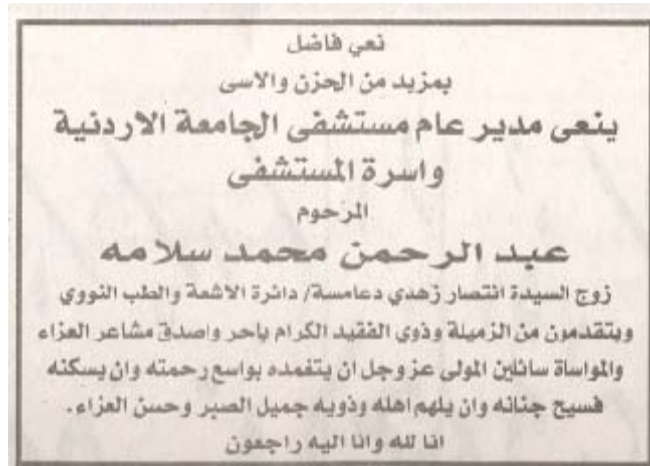 نعي فاضل
بمزيد من الحزن والاسى
ينعى مدير عام مستشفى الجامعة الاردنية
واسرة المستشفى
المرحوم
عبد الرحمن محمد سلامه
زوج السيدة انتصار زهدي دعامسة/ دائرة الاشعة والطب النووي
ويتقدمون من الزميلة وذوي الفقيد الكرام باحر واصدق مشاعر العزاء
والمواساة سائلين المولى عز وجل ان يتغمده بواسع رحمته وان يسكنه
فسيح جنانه وان يلهم اهله وذويه جميل الصبر وحسن العزاء.
انا لله وانا اليه راجعون